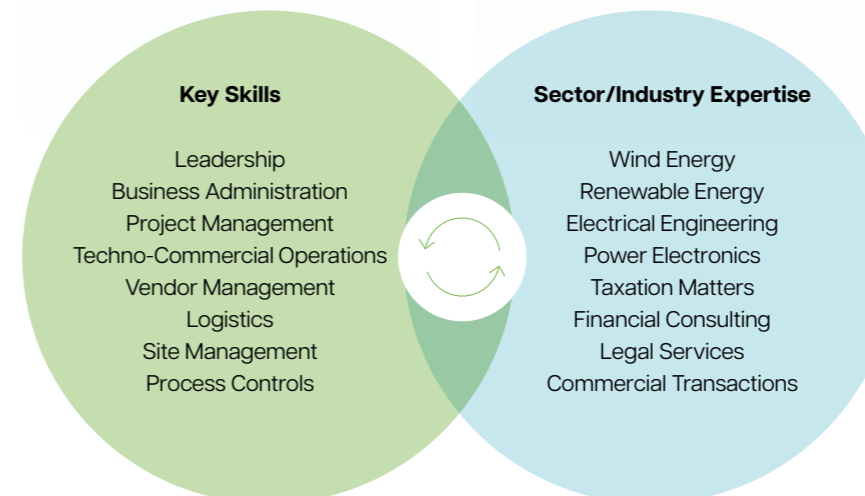 Key Skills
Leadership
Business Administration
Project Management
Techno-Commercial Operations
Vendor Management
Logistics
Site Management
Process Controls
Sector/Industry Expertise
Wind Energy
Renewable Energy
Electrical Engineering
Power Electronics
Taxation Matters
Financial Consulting
Legal Services
Commercial Transactions